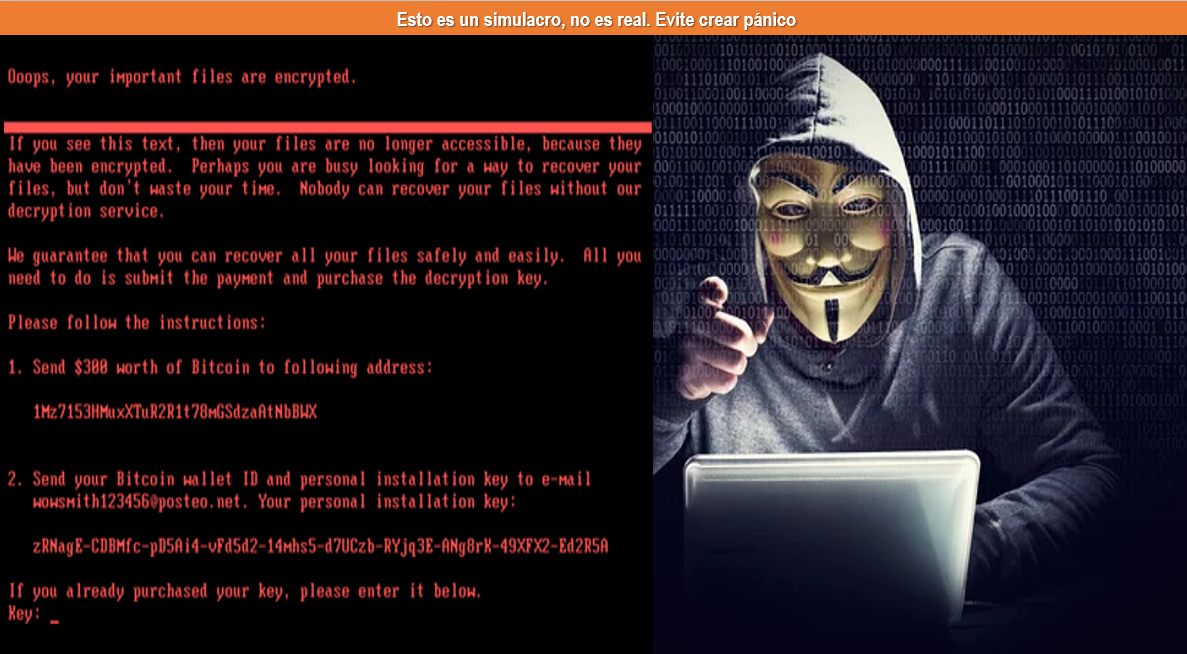 Esto es un simulacro, no es real. Evite crear pánico
Ooops, your important files are encrypted.
If you see this text, then your files are no longer accessible, because they
have been encrypted. Perhaps you are busy looking for a way to recover your
files, but don't waste your time. Nobody can recover your files without our
decryption service.
We guarantee that you can recover all your files safely and easily. All you
need to do is submit the payment and purchase the decryption key.
Please follow the instructions:
1. Send $300 worth of Bitcoin to following address:
1Mz7153HMuxXTuR2R1t78mGSdzaAtNbBWX
2. Send your Bitcoin wallet ID and personal installation key to e-mail
wowsmith123456@posteo.net. Your personal installation key:
zRNagE-CDBMfc-pD5Ai4-vFd5d2-14mhs5-d7UCzb-RYjq3E-ANg8rK-49XFX2-Ed2R5A
If you already purchased your key, please enter it below.
Key: _